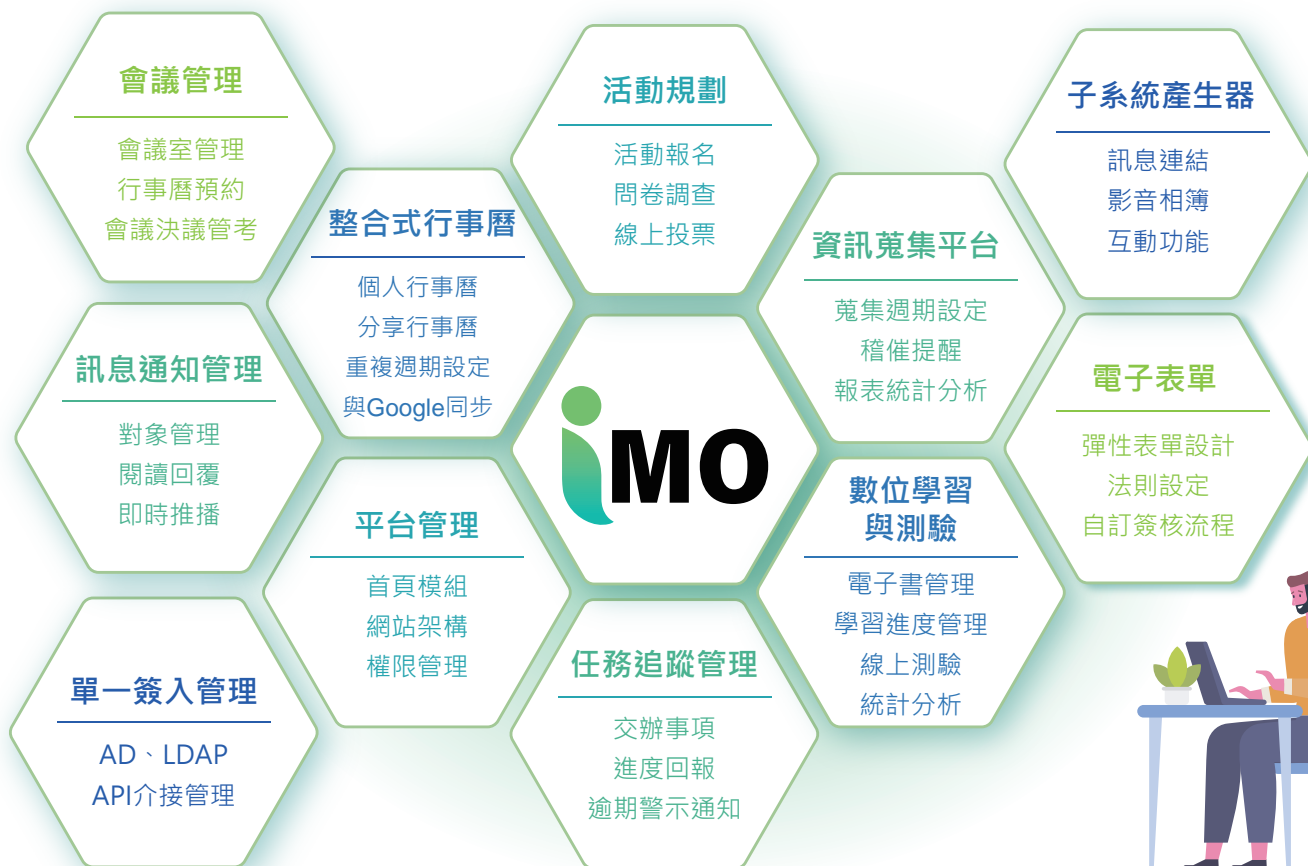 會議管理
會議室管理
行事曆預約
會議決議管考
整合式行事曆
個人行事曆
分享行事曆
重複週期設定
與Google同步
活動規劃
活動報名
問卷調查
線上投票
資訊蒐集平台
蒐集週期設定
稽催提醒
報表統計分析
子系統產生器
訊息連結
影音相簿
互動功能
訊息通知管理
對象管理
閱讀回覆
即時推播
iMO
電子表單
彈性表單設計
法則設定
自訂簽核流程
平台管理
首頁模組
網站架構
權限管理
數位學習
與測驗
電子書管理
學習進度管理
線上測驗
統計分析
單一簽入管理
AD、LDAP
API介接管理
任務追蹤管理
交辦事項
進度回報
逾期警示通知